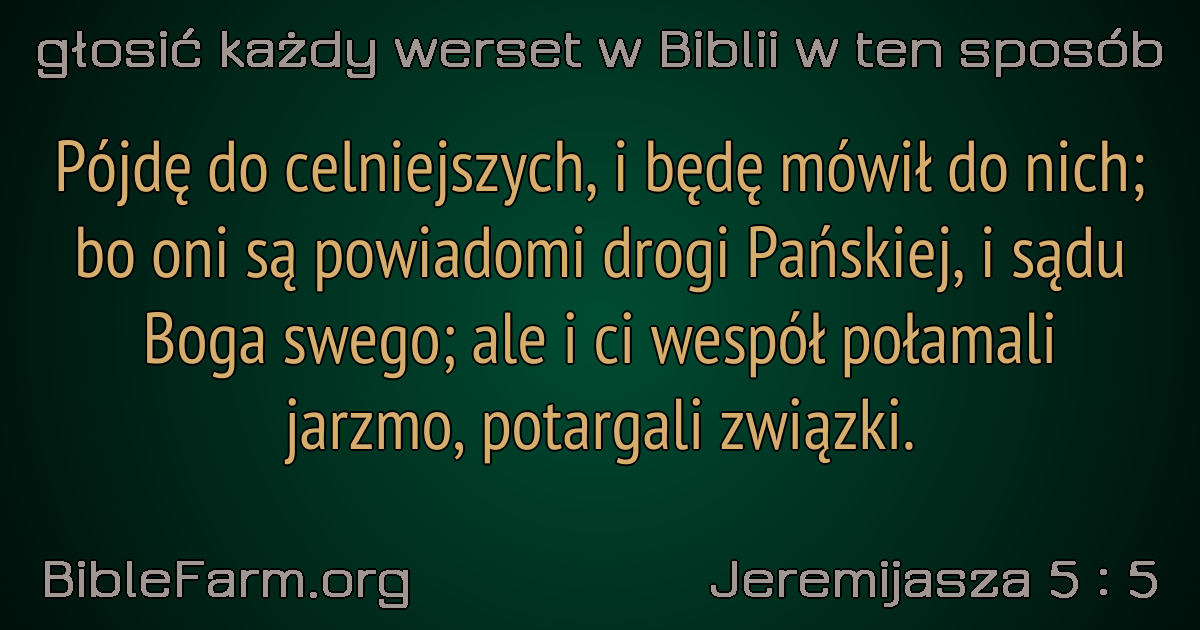 głosić każdy werset w Biblii w ten sposób
Pójdę do celniejszych, i będę mówił do nich;
bo oni są powiadomi drogi Pańskiej, i sądu
Boga swego; ale i ci wespół połamali
jarzmo, potargali związki.
BibleFarm.org
Jeremijasza 5 : 5